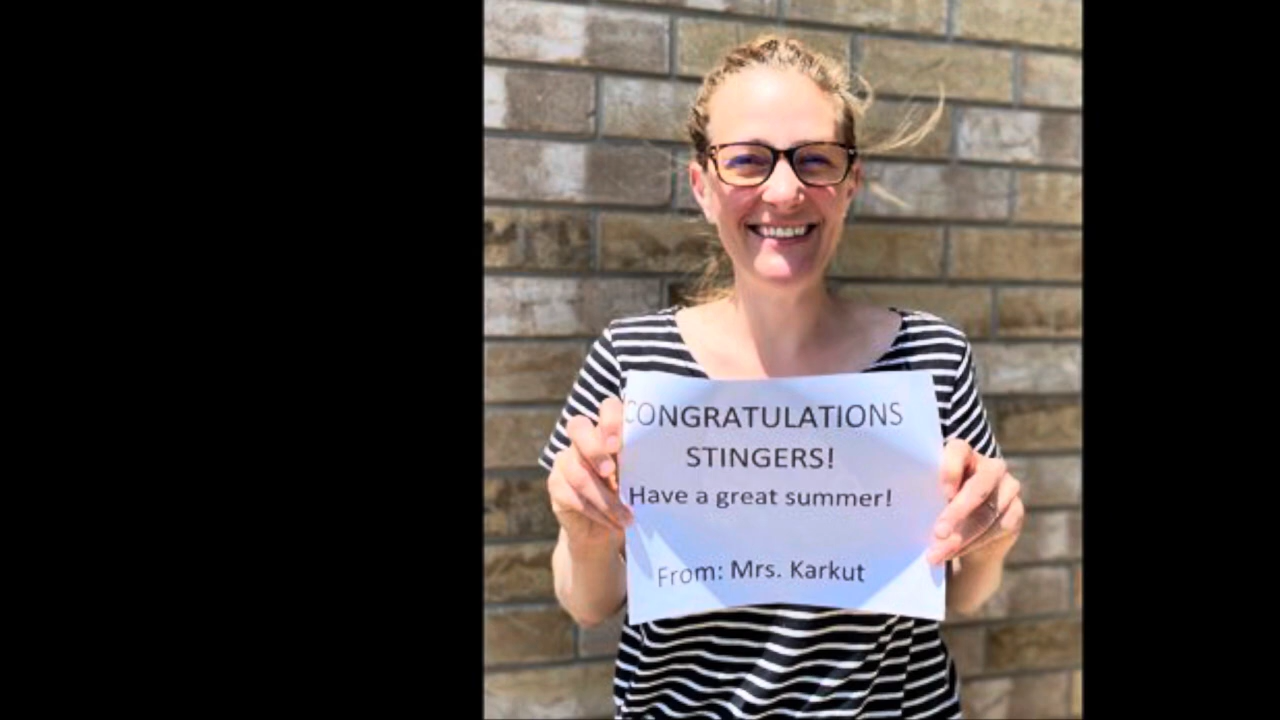 CONGRATULATIONS
STINGERS!
Have a great summer!
From: Mrs. Karkut